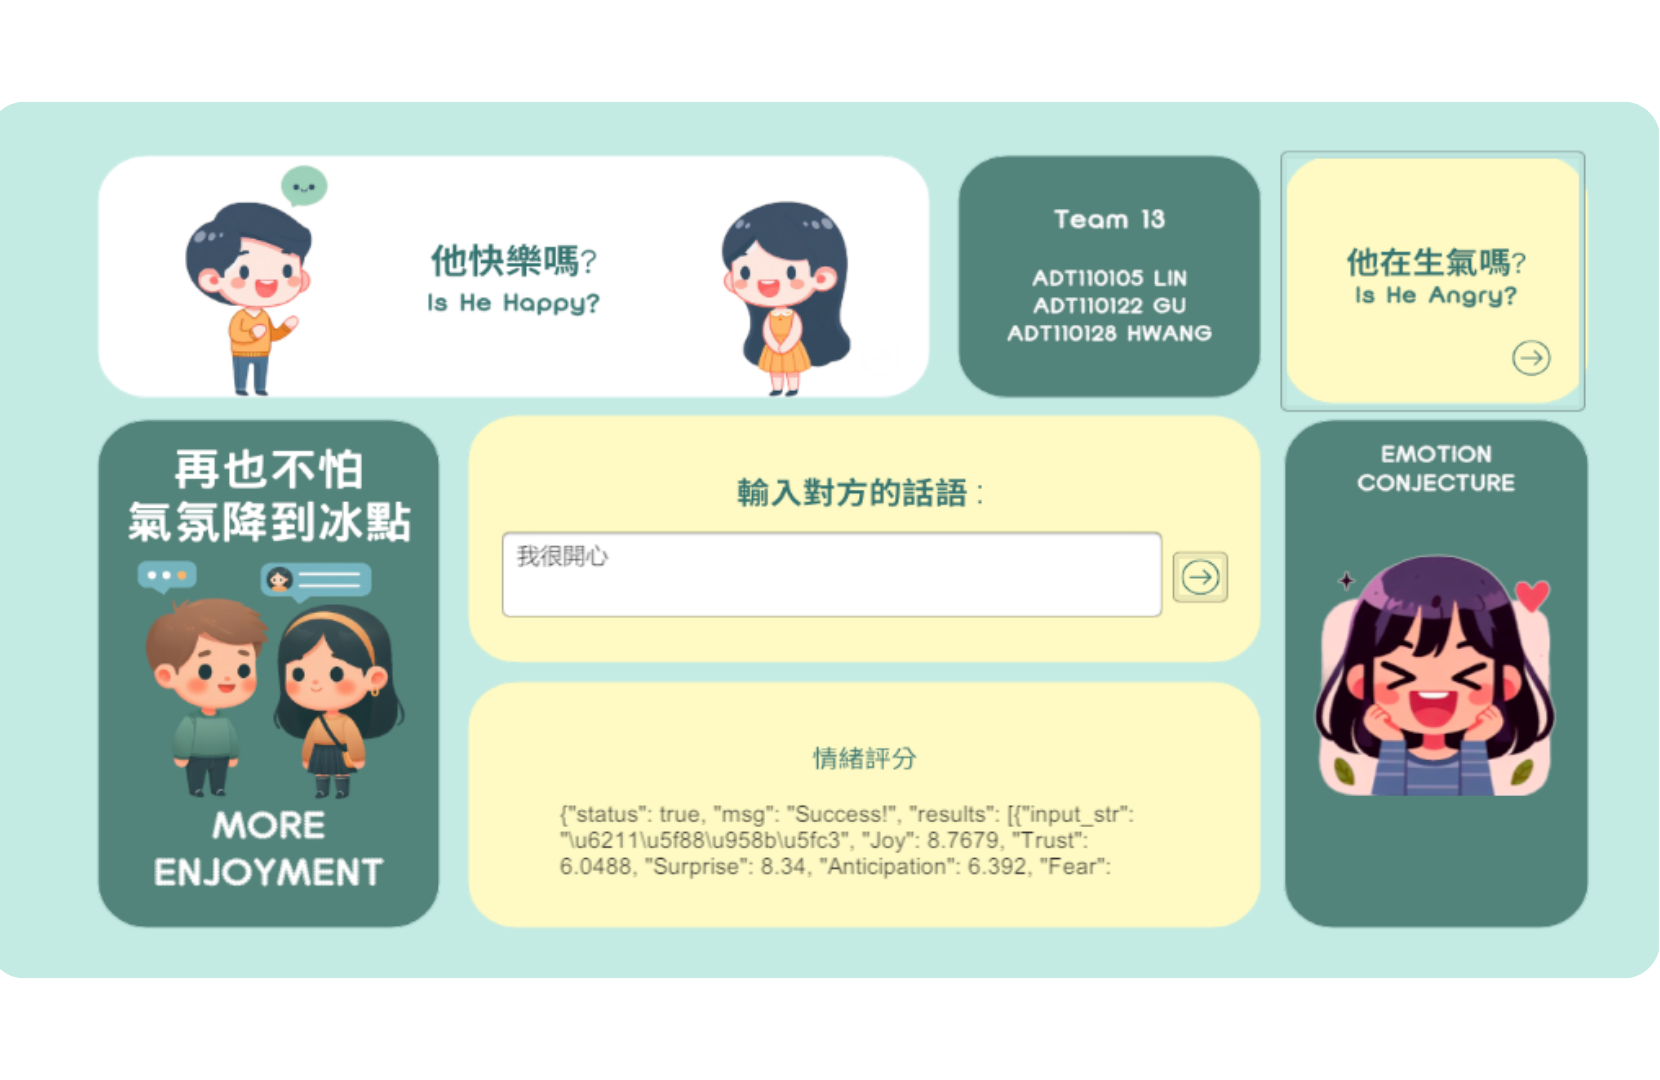 他快樂嗎?
Is He Happy?
Team 13
ADT110105 LIN
ADT110122 GU
ADT110128 HWANG
他在生氣嗎?
Is He Angry?
再也不怕
氣氛降到冰點
MORE
ENJOYMENT
輸入對方的話語 :
我很開心
情緒評分
{"status": true, "msg": "Success!", "results": [{"input_str":
"\u6211\u5f88\u958b\u5fc3", "Joy": 8.7679, "Trust":
6.0488, "Surprise": 8.34, "Anticipation": 6.392, "Fear":
EMOTION
CONJECTURE